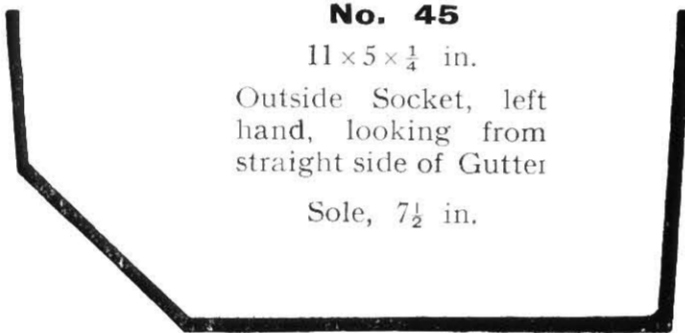 No. 45
11 × 5 × ¼ in.
Outside Socket, left
hand, looking from
straight side of Gutter
Sole, 7½ in.